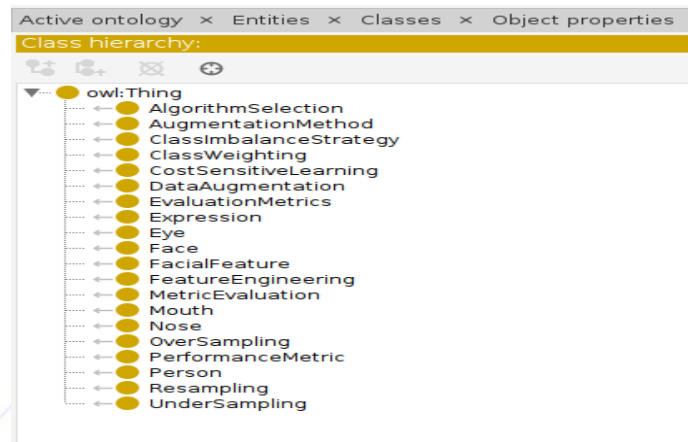 Active ontology × Entities × Classes × Object properties
Class hierarchy:
owl:Thing
AlgorithmSelection
AugmentationMethod
ClassImbalanceStrategy
ClassWeighting
CostSensitiveLearning
DataAugmentation
EvaluationMetrics
Expression
Eye
Face
FacialFeature
FeatureEngineering
MetricEvaluation
Mouth
Nose
OverSampling
PerformanceMetric
Person
Resampling
UnderSampling